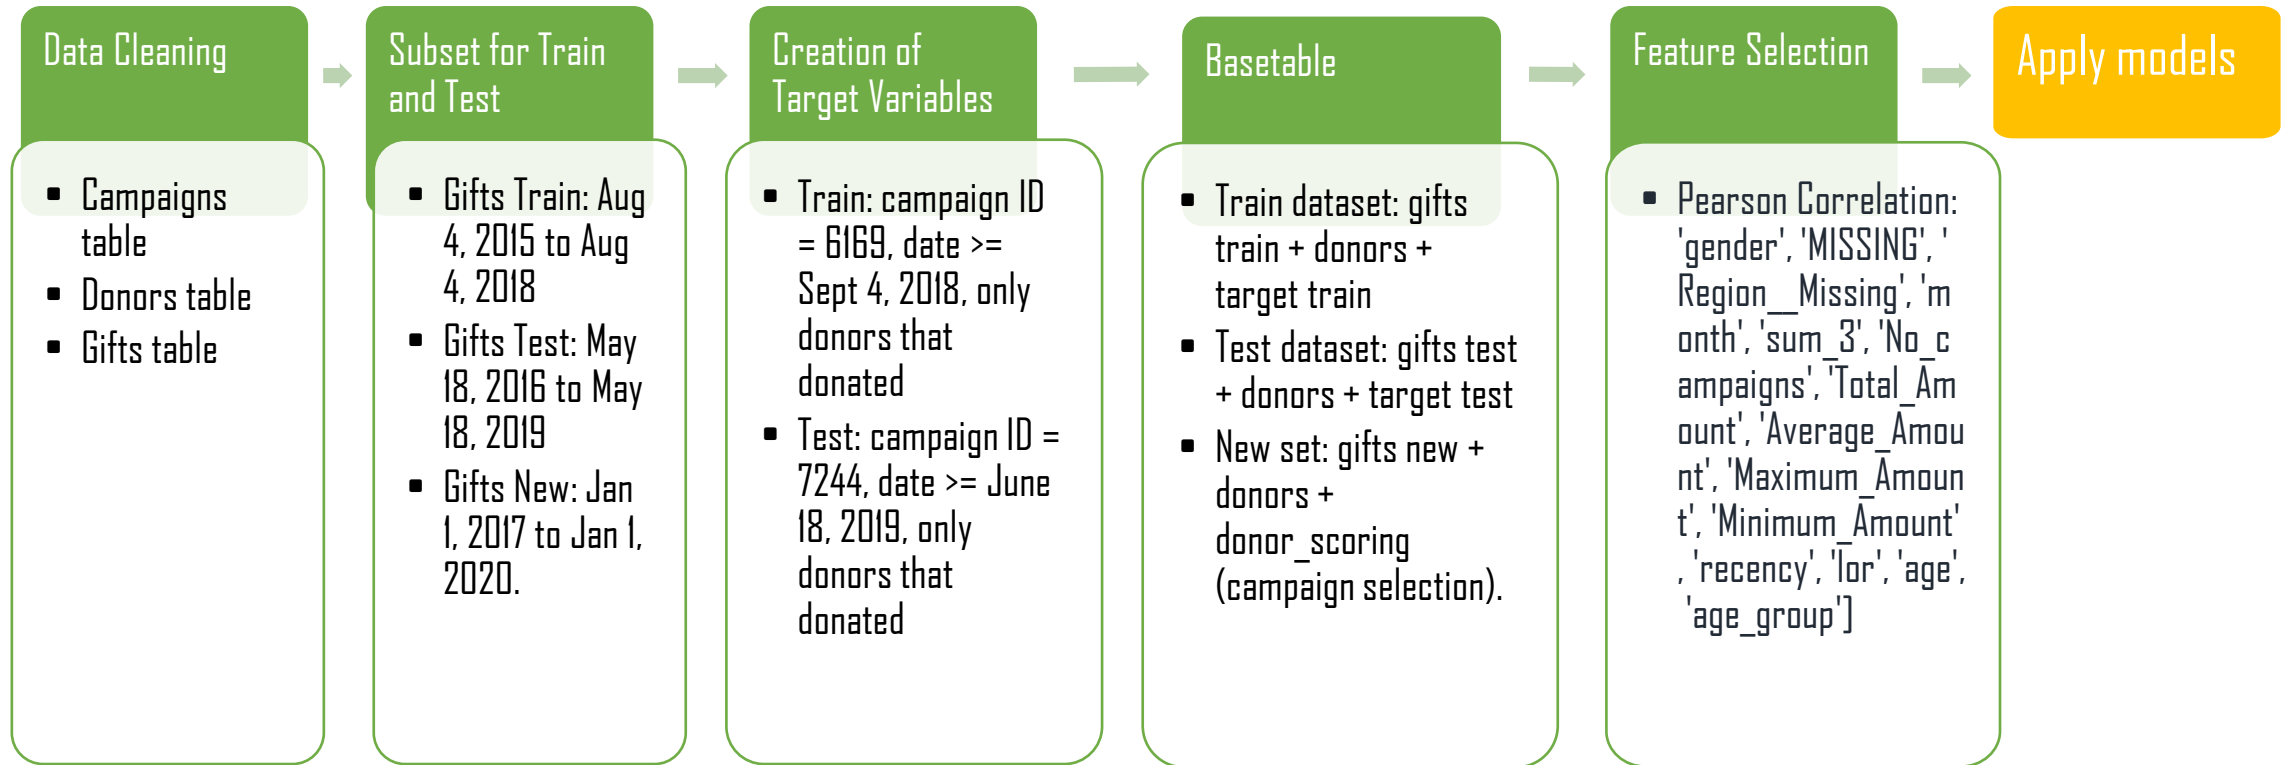 Data Cleaning
▪ Campaigns
table
▪ Donors table
▪ Gifts table
Subset for Train
and Test
▪ Gifts Train: Aug
4, 2015 to Aug
4, 2018
▪ Gifts Test: May
18, 2016 to May
18, 2019
▪ Gifts New: Jan
1, 2017 to Jan 1,
2020.
Creation of
Target Variables
▪ Train: campaign ID
= 6169, date >=
Sept 4, 2018, only
donors that
donated
▪ Test: campaign ID =
7244, date >= June
18, 2019, only
donors that
donated
Basetable
▪ Train dataset: gifts
train + donors +
target train
▪ Test dataset: gifts test
+ donors + target test
▪ New set: gifts new +
donors +
donor_scoring
(campaign selection).
Feature Selection
▪ Pearson Correlation:
'gender', 'MISSING', '
Region__Missing', 'm
onth', 'sum_3', 'No_c
ampaigns', 'Total_Am
ount', 'Average_Amou
nt', 'Maximum_Amoun
t', 'Minimum_Amount'
, 'recency', 'lor', 'age',
'age_group']
Apply models